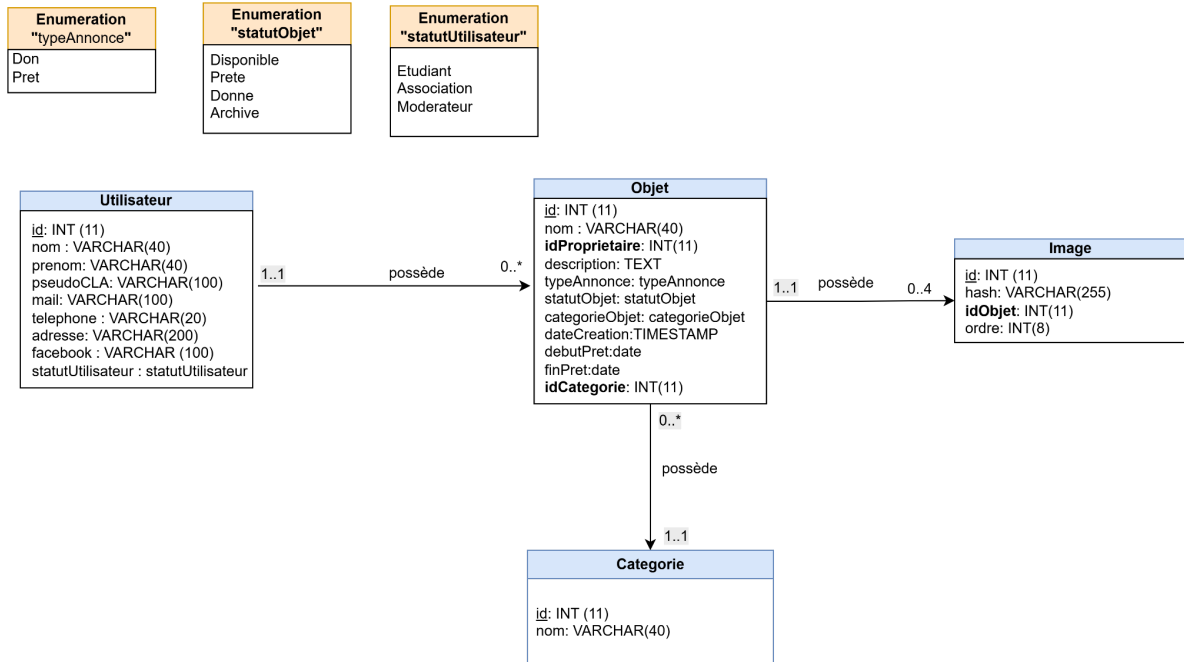 Enumeration
"typeAnnonce"
Don
Pret
Enumeration
"statutObjet"
Disponible
Prete
Donne
Archive
Enumeration
"statutUtilisateur"
Etudiant
Association
Moderateur
Utilisateur
id: INT (11)
nom : VARCHAR(40)
prenom: VARCHAR(40)
pseudoCLA: VARCHAR(100)
mail: VARCHAR(100)
telephone : VARCHAR(20)
adresse: VARCHAR(200)
facebook : VARCHAR (100)
statutUtilisateur : statutUtilisateur
1..1
possède
0..*
Objet
id: INT (11)
nom : VARCHAR(40)
idProprietaire: INT(11)
description: TEXT
typeAnnonce: typeAnnonce
statutObjet: statutObjet
categorieObjet: categorieObjet
dateCreation:TIMESTAMP
debutPret:date
finPret:date
idCategorie: INT(11)
1..1
possède
0..4
Image
id: INT (11)
hash: VARCHAR(255)
idObjet: INT(11)
ordre: INT(8)
0..*
possède
1..1
Categorie
id: INT (11)
nom: VARCHAR(40)